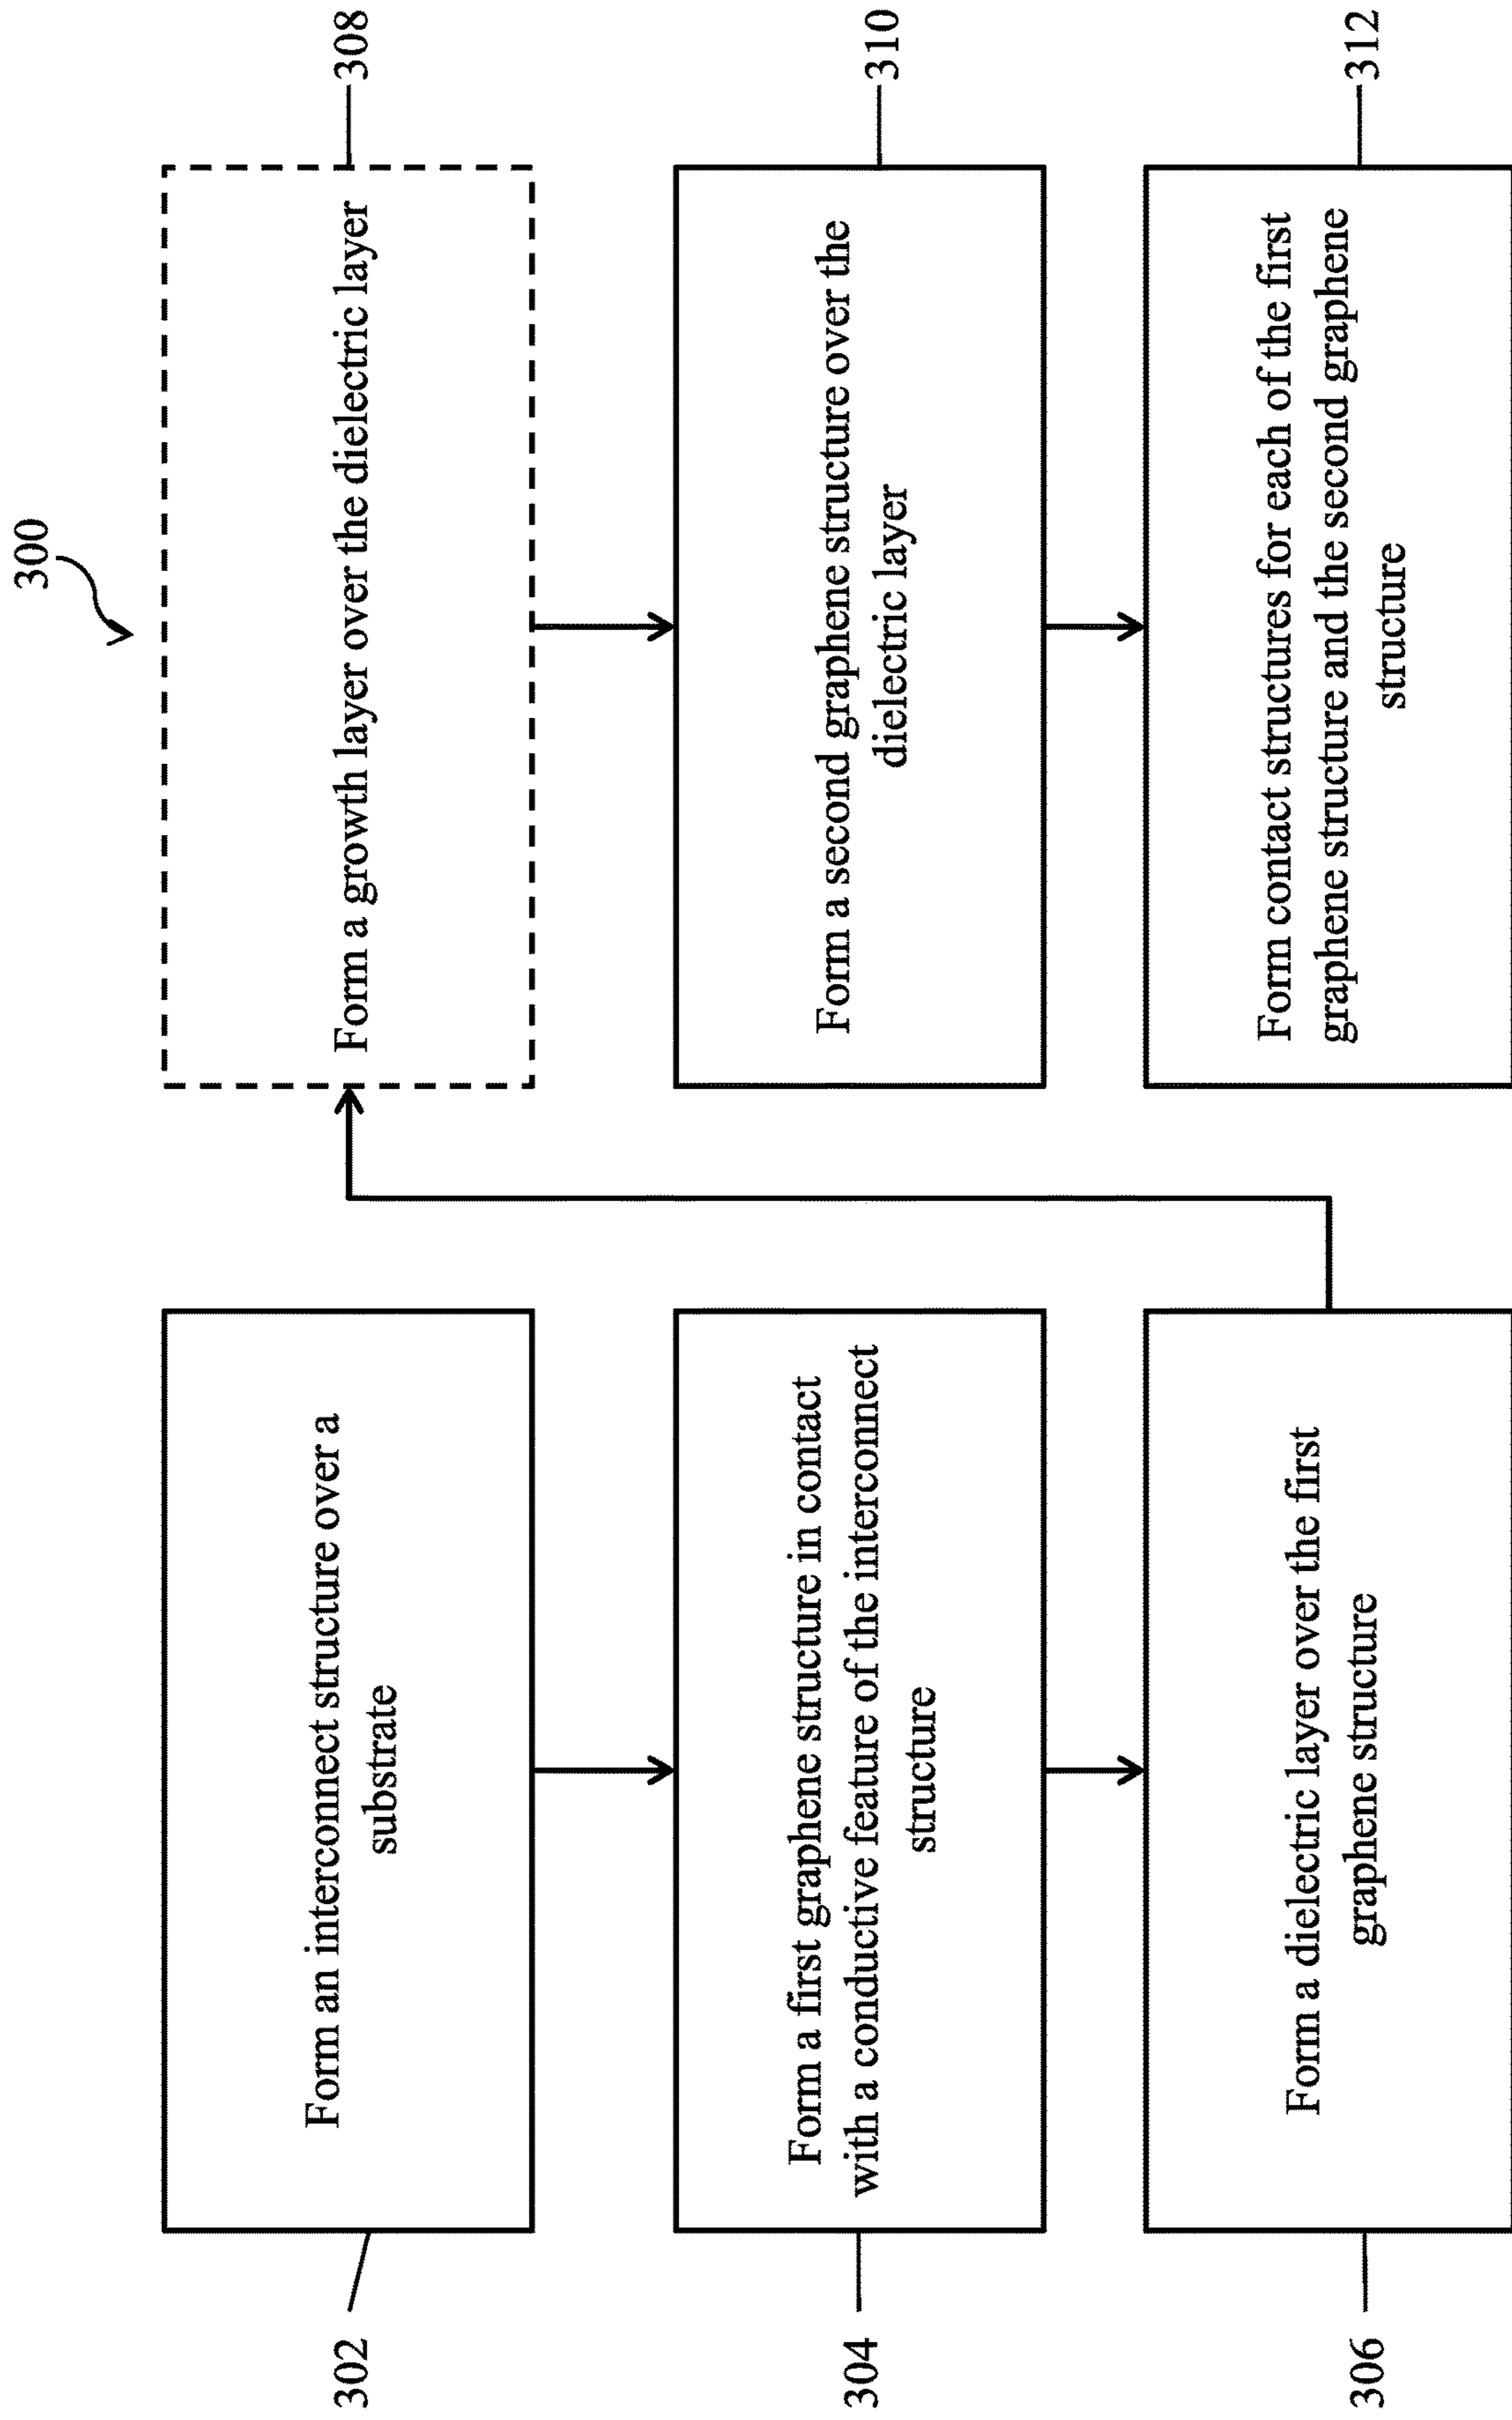 300
302
Form an interconnect structure over a
substrate
304
Form a first graphene structure in contact
with a conductive feature of the interconnect
structure
306
Form a dielectric layer over the first
graphene structure
Form a growth layer over the dielectric layer
308
Form a second graphene structure over the
dielectric layer
310
Form contact structures for each of the first
graphene structure and the second graphene
structure
312